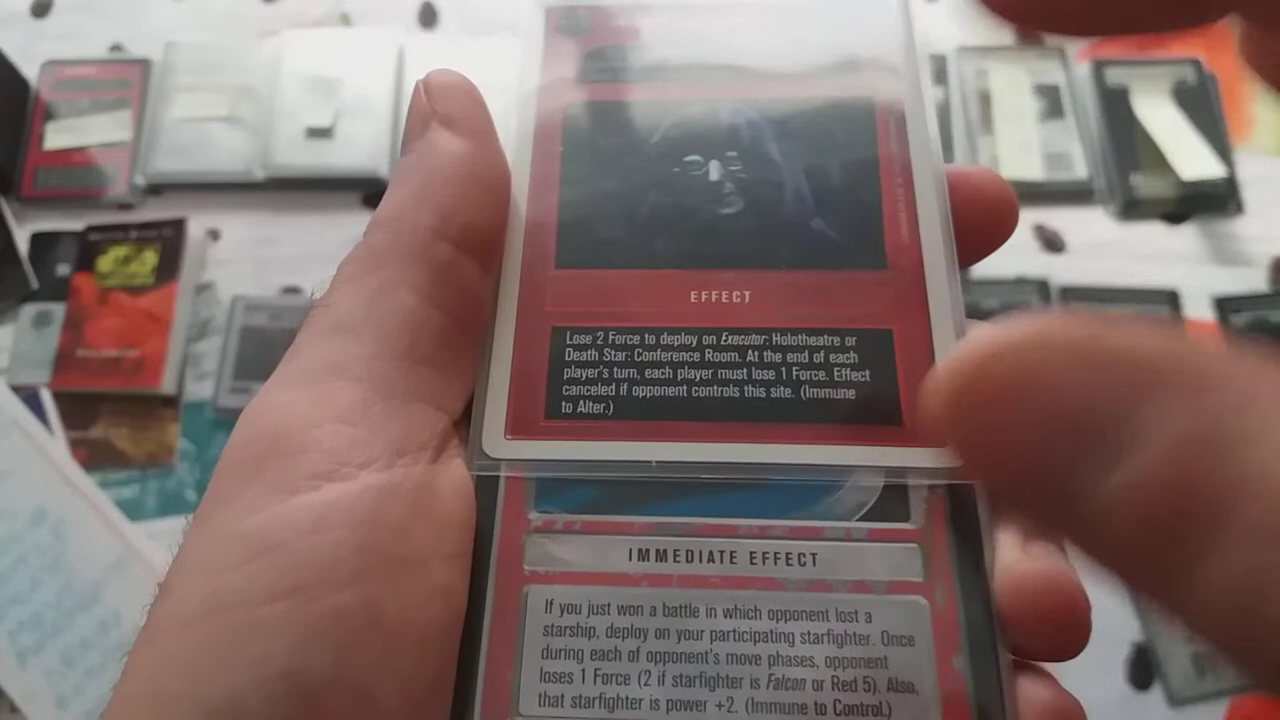 EFFECT
Lose 2 Force to deploy on Executor: Holotheatre or
Death Star: Conference Room. At the end of each
player's turn, each player must lose 1 Force. Effect
canceled if opponent controls this site. (Immune
to Alter.)
IMMEDIATE EFFECT
If you just won a battle in which opponent lost a
starship, deploy on your participating starfighter. Once
during each of opponent's move phases, opponent
loses 1 Force (2 if starfighter is Falcon or Red 5). Also,
that starfighter is power +2. (Immune to Control.)